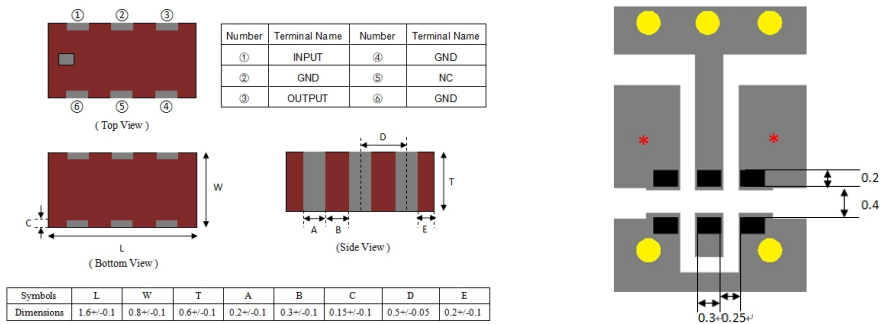 ① ② ③
⑥ ⑤ ④
( Top View )
Number Terminal Name Number Terminal Name
① INPUT ④ GND
② GND ⑤ NC
③ OUTPUT ⑥ GND
W
C
L
( Bottom View )
D
T
A B E
(Side View )
Symbols L W T A B C D E
Dimensions 1.6+/-0.1 0.8+/-0.1 0.6+/-0.1 0.2+/-0.1 0.3+/-0.1 0.15+/-0.1 0.5+/-0.05 0.2+/-0.1
* *
0.2
0.4
0.3↵ 0.25↵